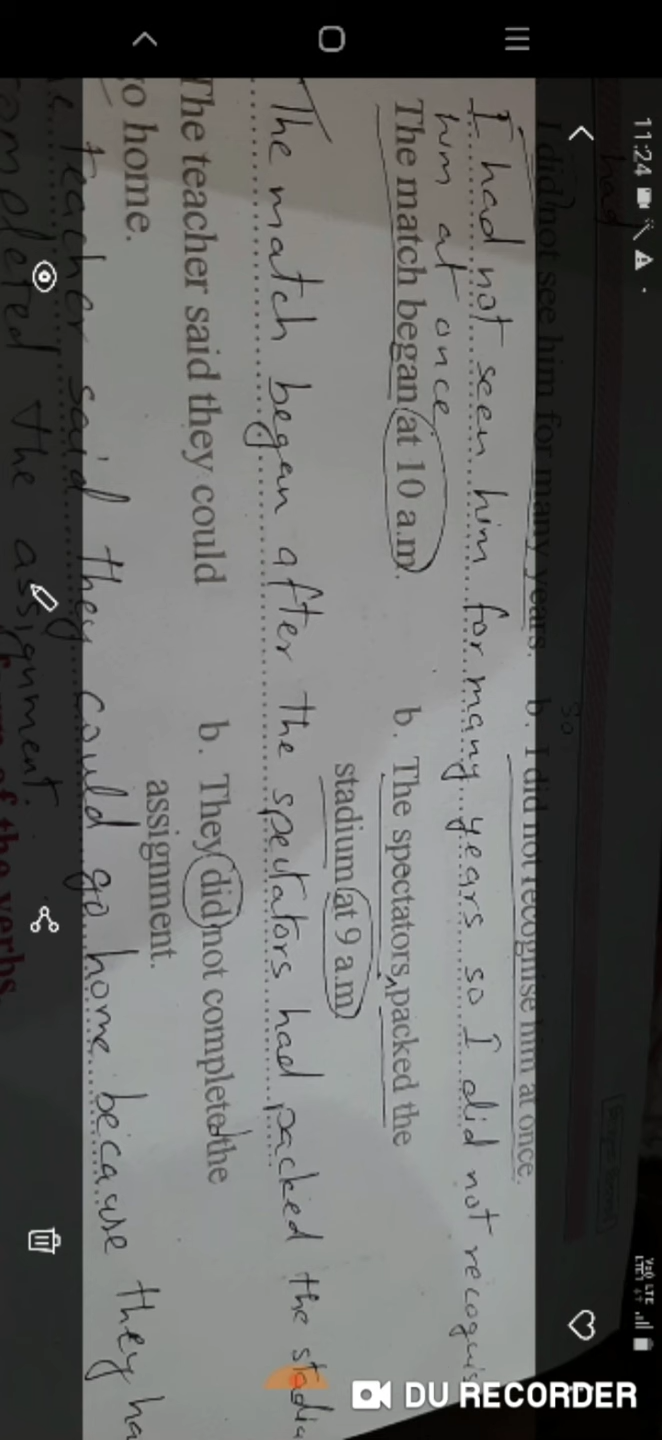 11:24
had
I did not see him for many years. b. I did not recognise him at once.
so
I had not seen him for many years so I did not recognis
him at once
The match began at 10 a.m. b. The spectators packed the
stadium at 9 a.m
The match began after the spectators had packed the stadiu
The teacher said they could b. They did not completed the
go home. assignment.
teacher said they could go home because they ha
completed the assignment.
of the verbs
DU RECORDER